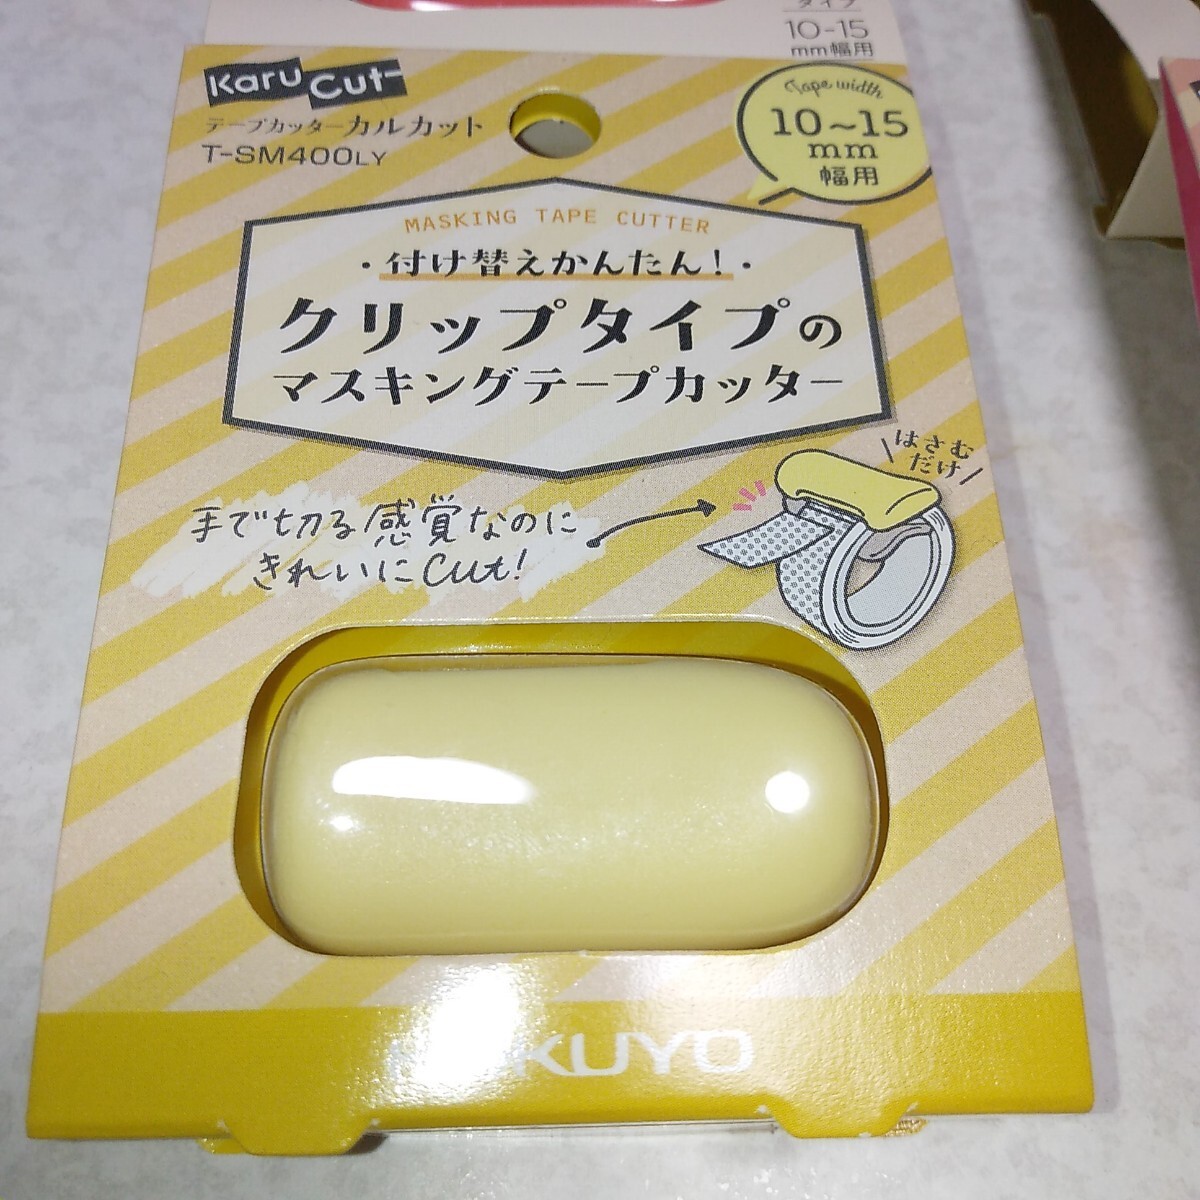 タイプ
10-15
mm幅用
Karu Cut
テープカッターカルカット
T-SM400LY
Tape width
10~15
mm
幅用
MASKING TAPE CUTTER
・付け替えかんたん!・
クリップタイプの
マスキングテープカッター
はさむ
だけ
手で切る感覚なのに
きれいにCut!
KOKUYO